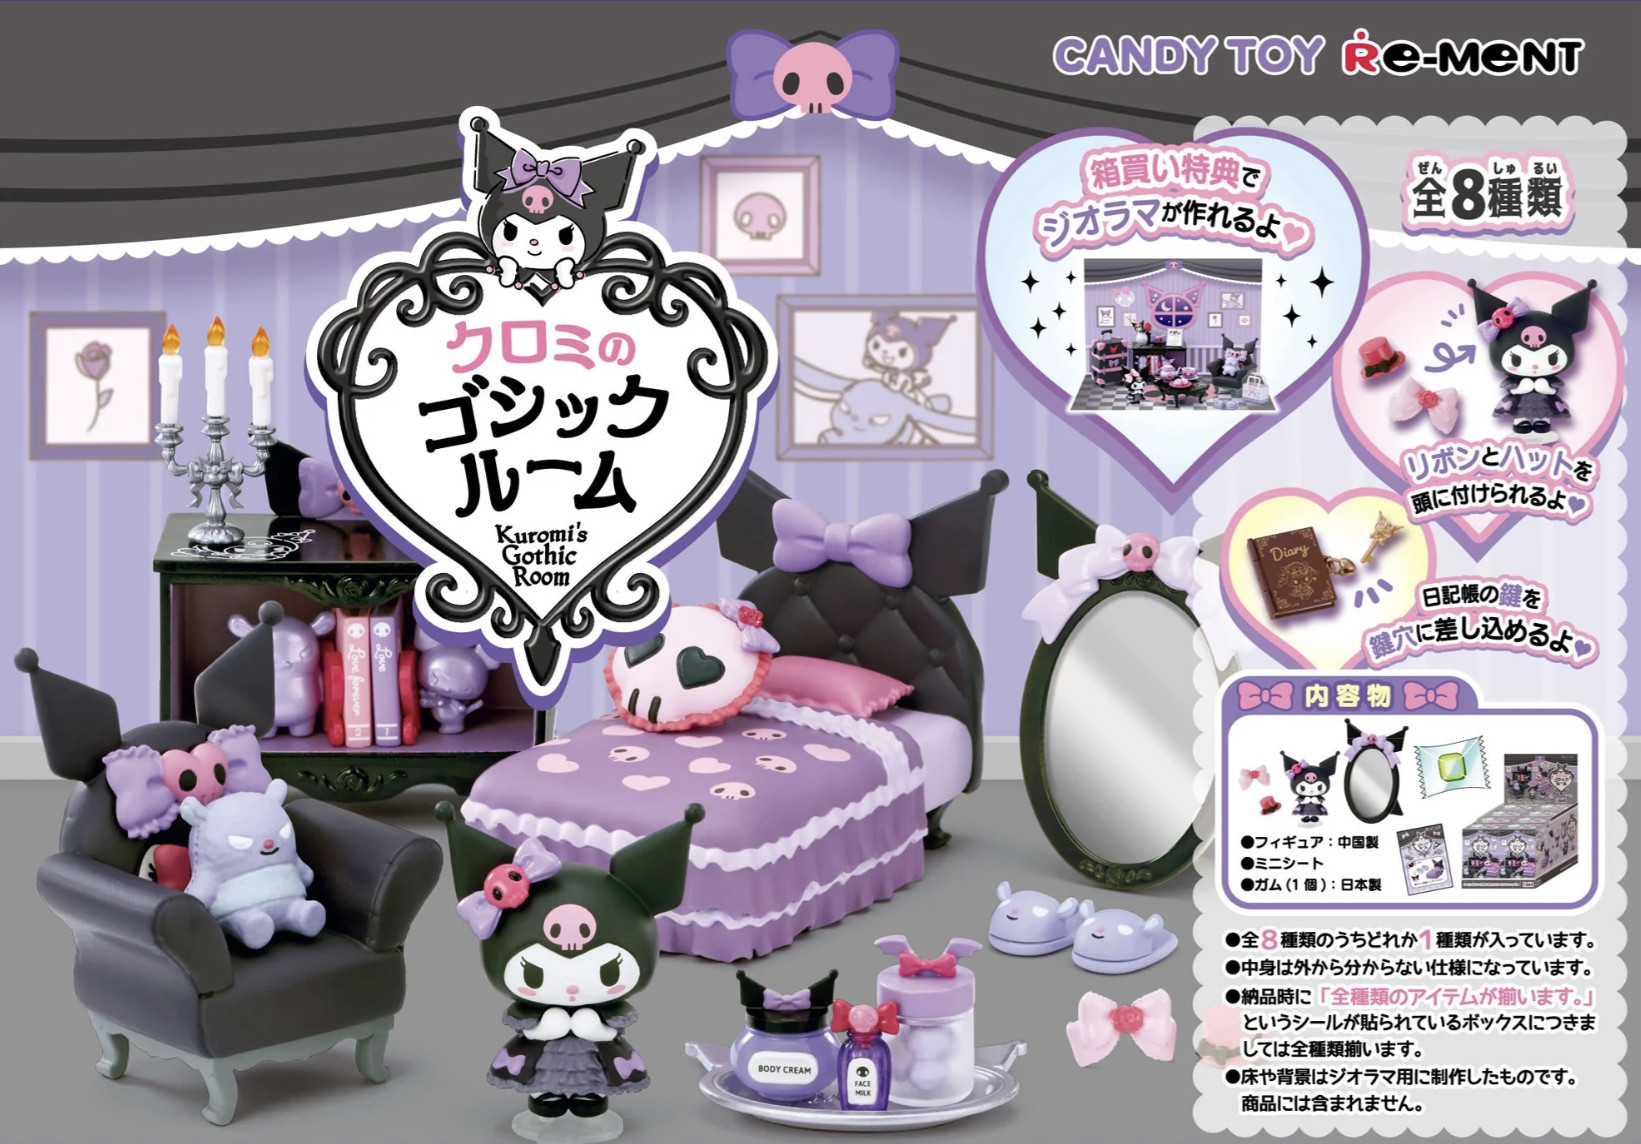 CANDY TOY Re-MeNT
クロミの
ゴシック
ルーム
Kuromi's
Gothic
Room
箱買い特典で
ジオラマが作れるよ
ぜん しゅ るい
全8種類
リボンとハットを
頭に付けられるよ
Diary
日記帳の鍵を
鍵穴に差し込めるよ
内容物
●フィギュア：中国製
●ミニシート
●ガム(1個)：日本製
●全8種類のうちどれか1種類が入っています。
●中身は外から分からない仕様になっています。
●納品時に「全種類のアイテムが揃います。」
というシールが貼られているボックスにつきま
しては全種類揃います。
●床や背景はジオラマ用に制作したものです。
商品には含まれません。
Love forever
2
Love
1
BODY CREAM
FACE
MILK